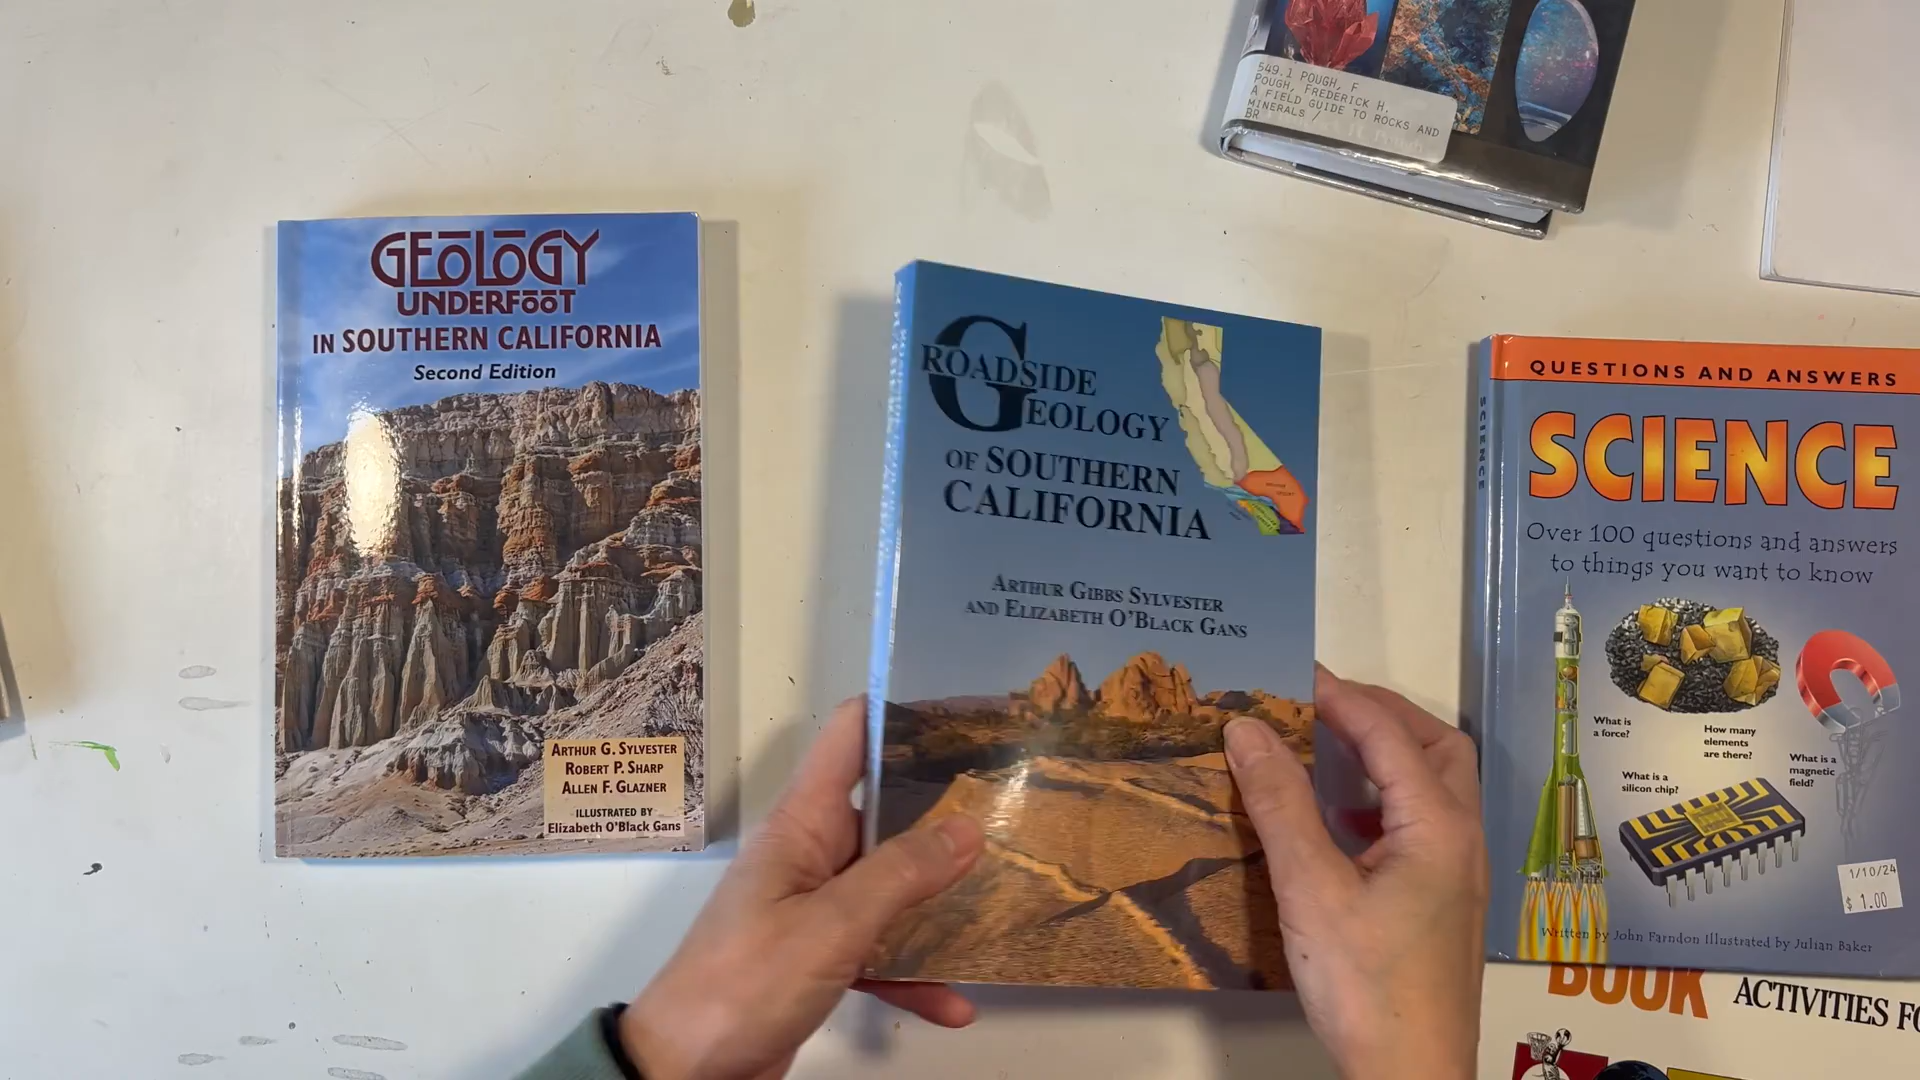 GEOLOGY
UNDERFOOT
IN SOUTHERN CALIFORNIA
Second Edition
ARTHUR G. SYLVESTER
ROBERT P. SHARP
ALLEN F. GLAZNER
ILLUSTRATED BY
Elizabeth O'Black Gans
ROADSIDE
GEOLOGY
OF SOUTHERN
CALIFORNIA
ARTHUR GIBBS SYLVESTER
AND ELIZABETH O'BLACK GANS
549.1 POUGH, F
POUGH, FREDERICK H.
A FIELD GUIDE TO ROCKS AND
MINERALS /
BR
SCIENCE
QUESTIONS AND ANSWERS
SCIENCE
Over 100 questions and answers
to things you want to know
What is
a force?
How many
elements
are there?
What is a
magnetic
field?
What is a
silicon chip?
1/10/24
$ 1.00
Written by John Farndon Illustrated by Julian Baker
BOOK
ACTIVITIES FO